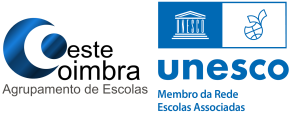 oeste
Coimbra
Agrupamento de Escolas
unesco
Membro da Rede
Escolas Associadas